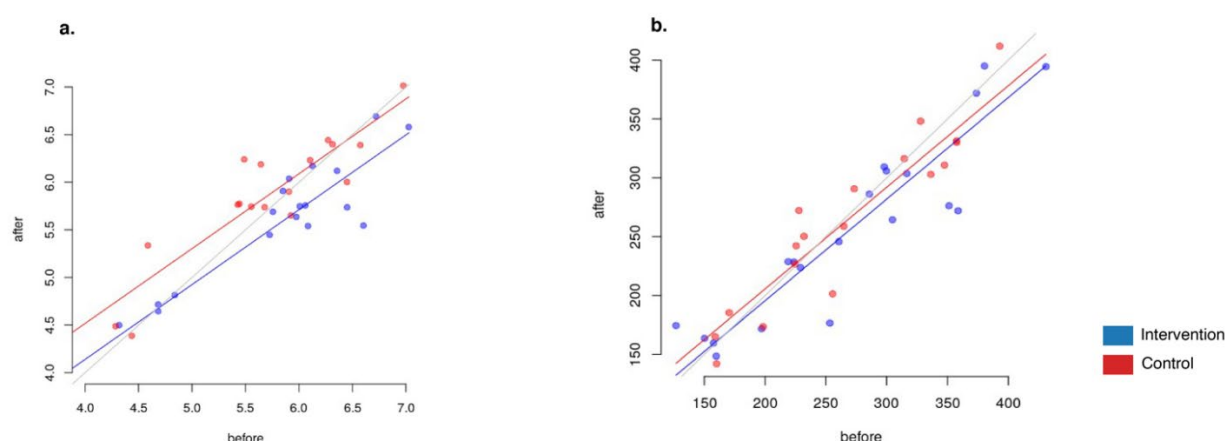 a.
7.0
6.5
6.0
5.5
5.0
4.5
4.0
after
4.0 4.5 5.0 5.5 6.0 6.5 7.0
before
b.
400
350
300
250
200
150
after
150 200 250 300 350 400
before
Intervention
Control